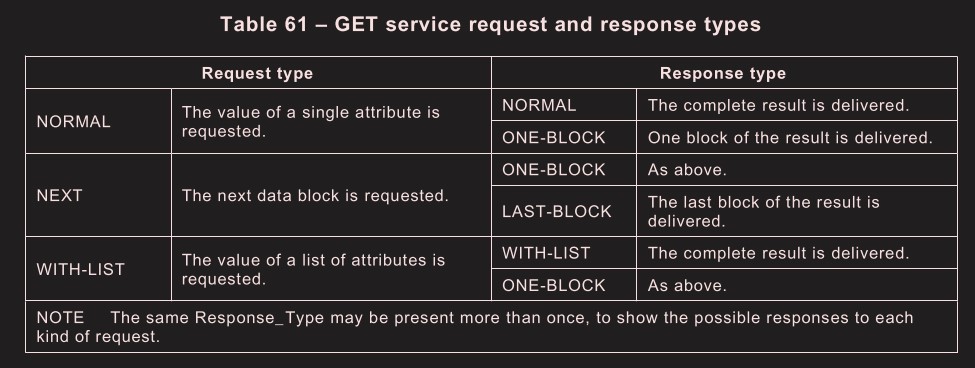 Table 61 – GET service request and response types
Request type
Response type
NORMAL
The value of a single attribute is
requested.
NORMAL
The complete result is delivered.
ONE-BLOCK
One block of the result is delivered.
NEXT
The next data block is requested.
ONE-BLOCK
As above.
LAST-BLOCK
The last block of the result is
delivered.
WITH-LIST
The value of a list of attributes is
requested.
WITH-LIST
The complete result is delivered.
ONE-BLOCK
As above.
NOTE The same Response_Type may be present more than once, to show the possible responses to each
kind of request.